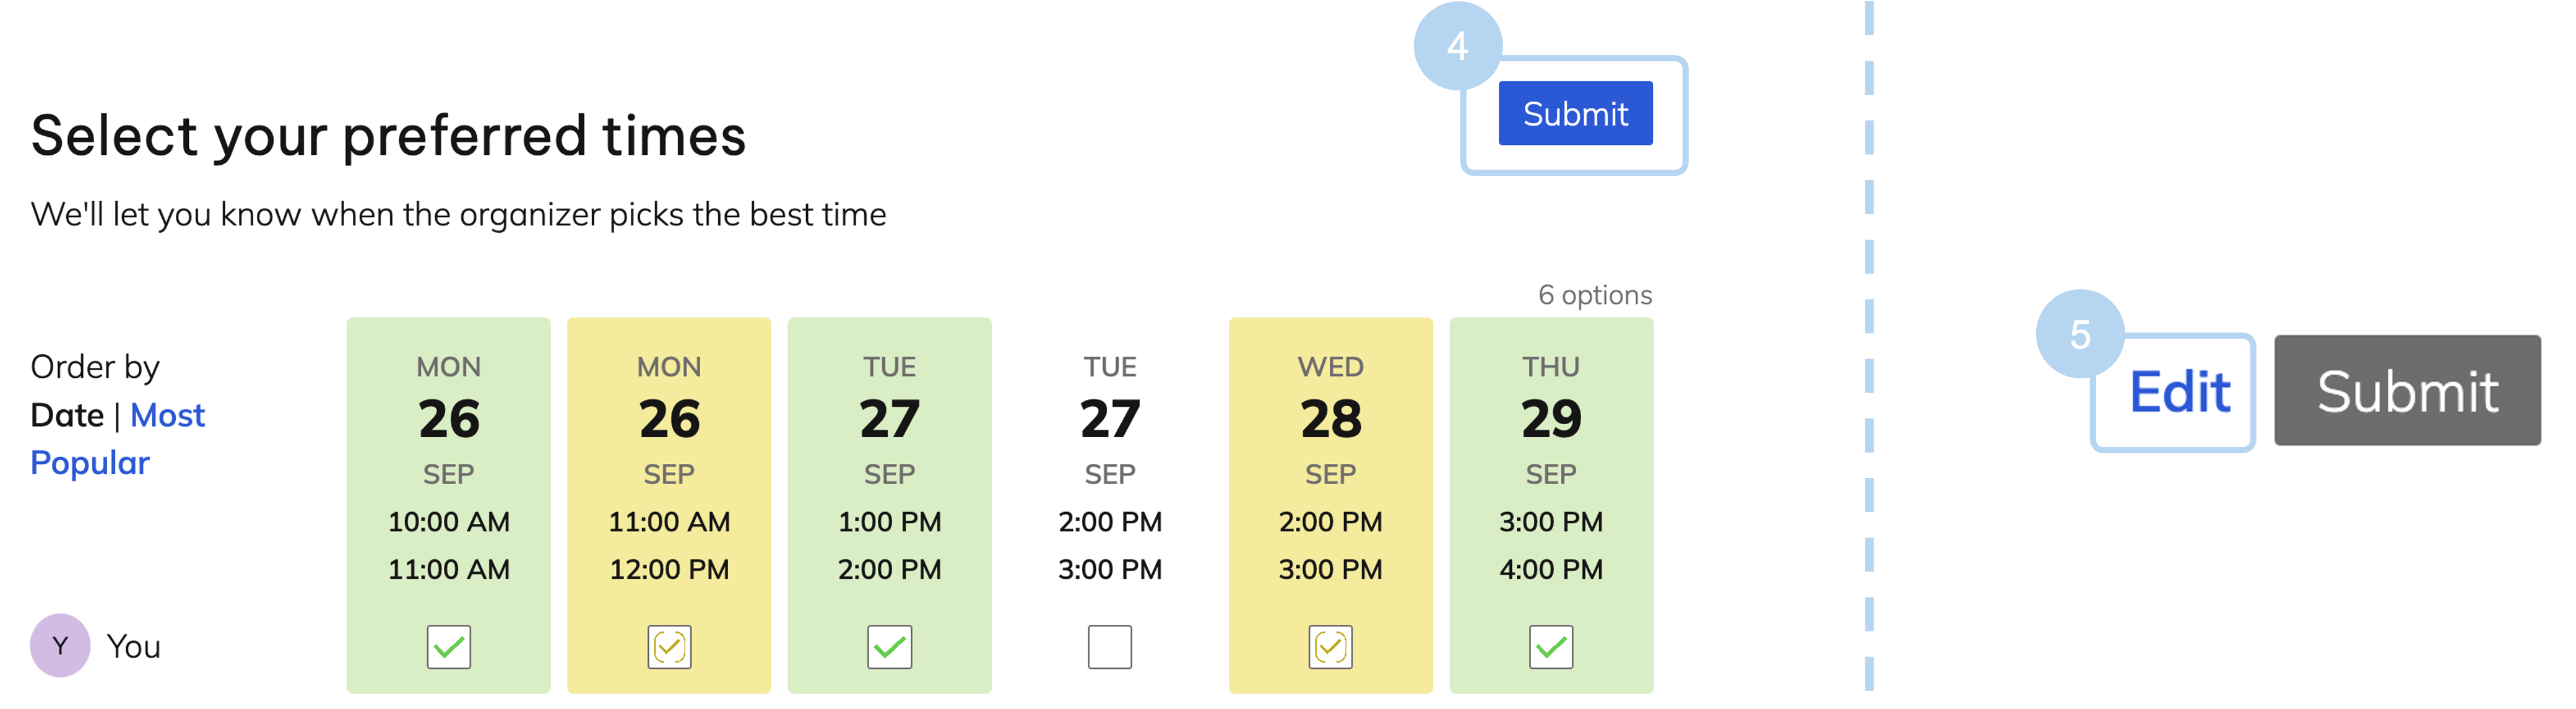 4
Submit
Select your preferred times
We'll let you know when the organizer picks the best time
6 options
Order by
Date | Most
Popular
MON
26
SEP
10:00 AM
11:00 AM
MON
26
SEP
11:00 AM
12:00 PM
TUE
27
SEP
1:00 PM
2:00 PM
TUE
27
SEP
2:00 PM
3:00 PM
WED
28
SEP
2:00 PM
3:00 PM
THU
29
SEP
3:00 PM
4:00 PM
Y You
5
Edit Submit